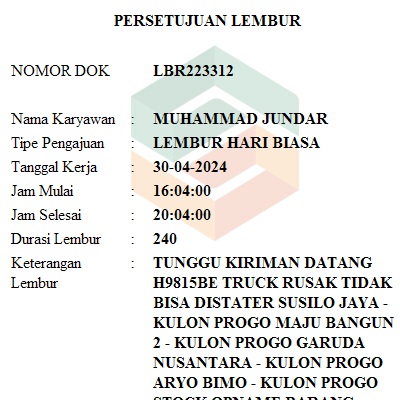 PERSETUJUAN LEMBUR
NOMOR DOK LBR223312
Nama Karyawan : MUHAMMAD JUNDAR
Tipe Pengajuan : LEMBUR HARI BIASA
Tanggal Kerja : 30-04-2024
Jam Mulai : 16:04:00
Jam Selesai : 20:04:00
Durasi Lembur : 240
Keterangan : TUNGGU KIRIMAN DATANG
Lembur H9815BE TRUCK RUSAK TIDAK
BISA DISTATER SUSILO JAYA -
KULON PROGO MAJU BANGUN
2 - KULON PROGO GARUDA
NUSANTARA - KULON PROGO
ARYO BIMO - KULON PROGO
STOCK OPNAME BARANG